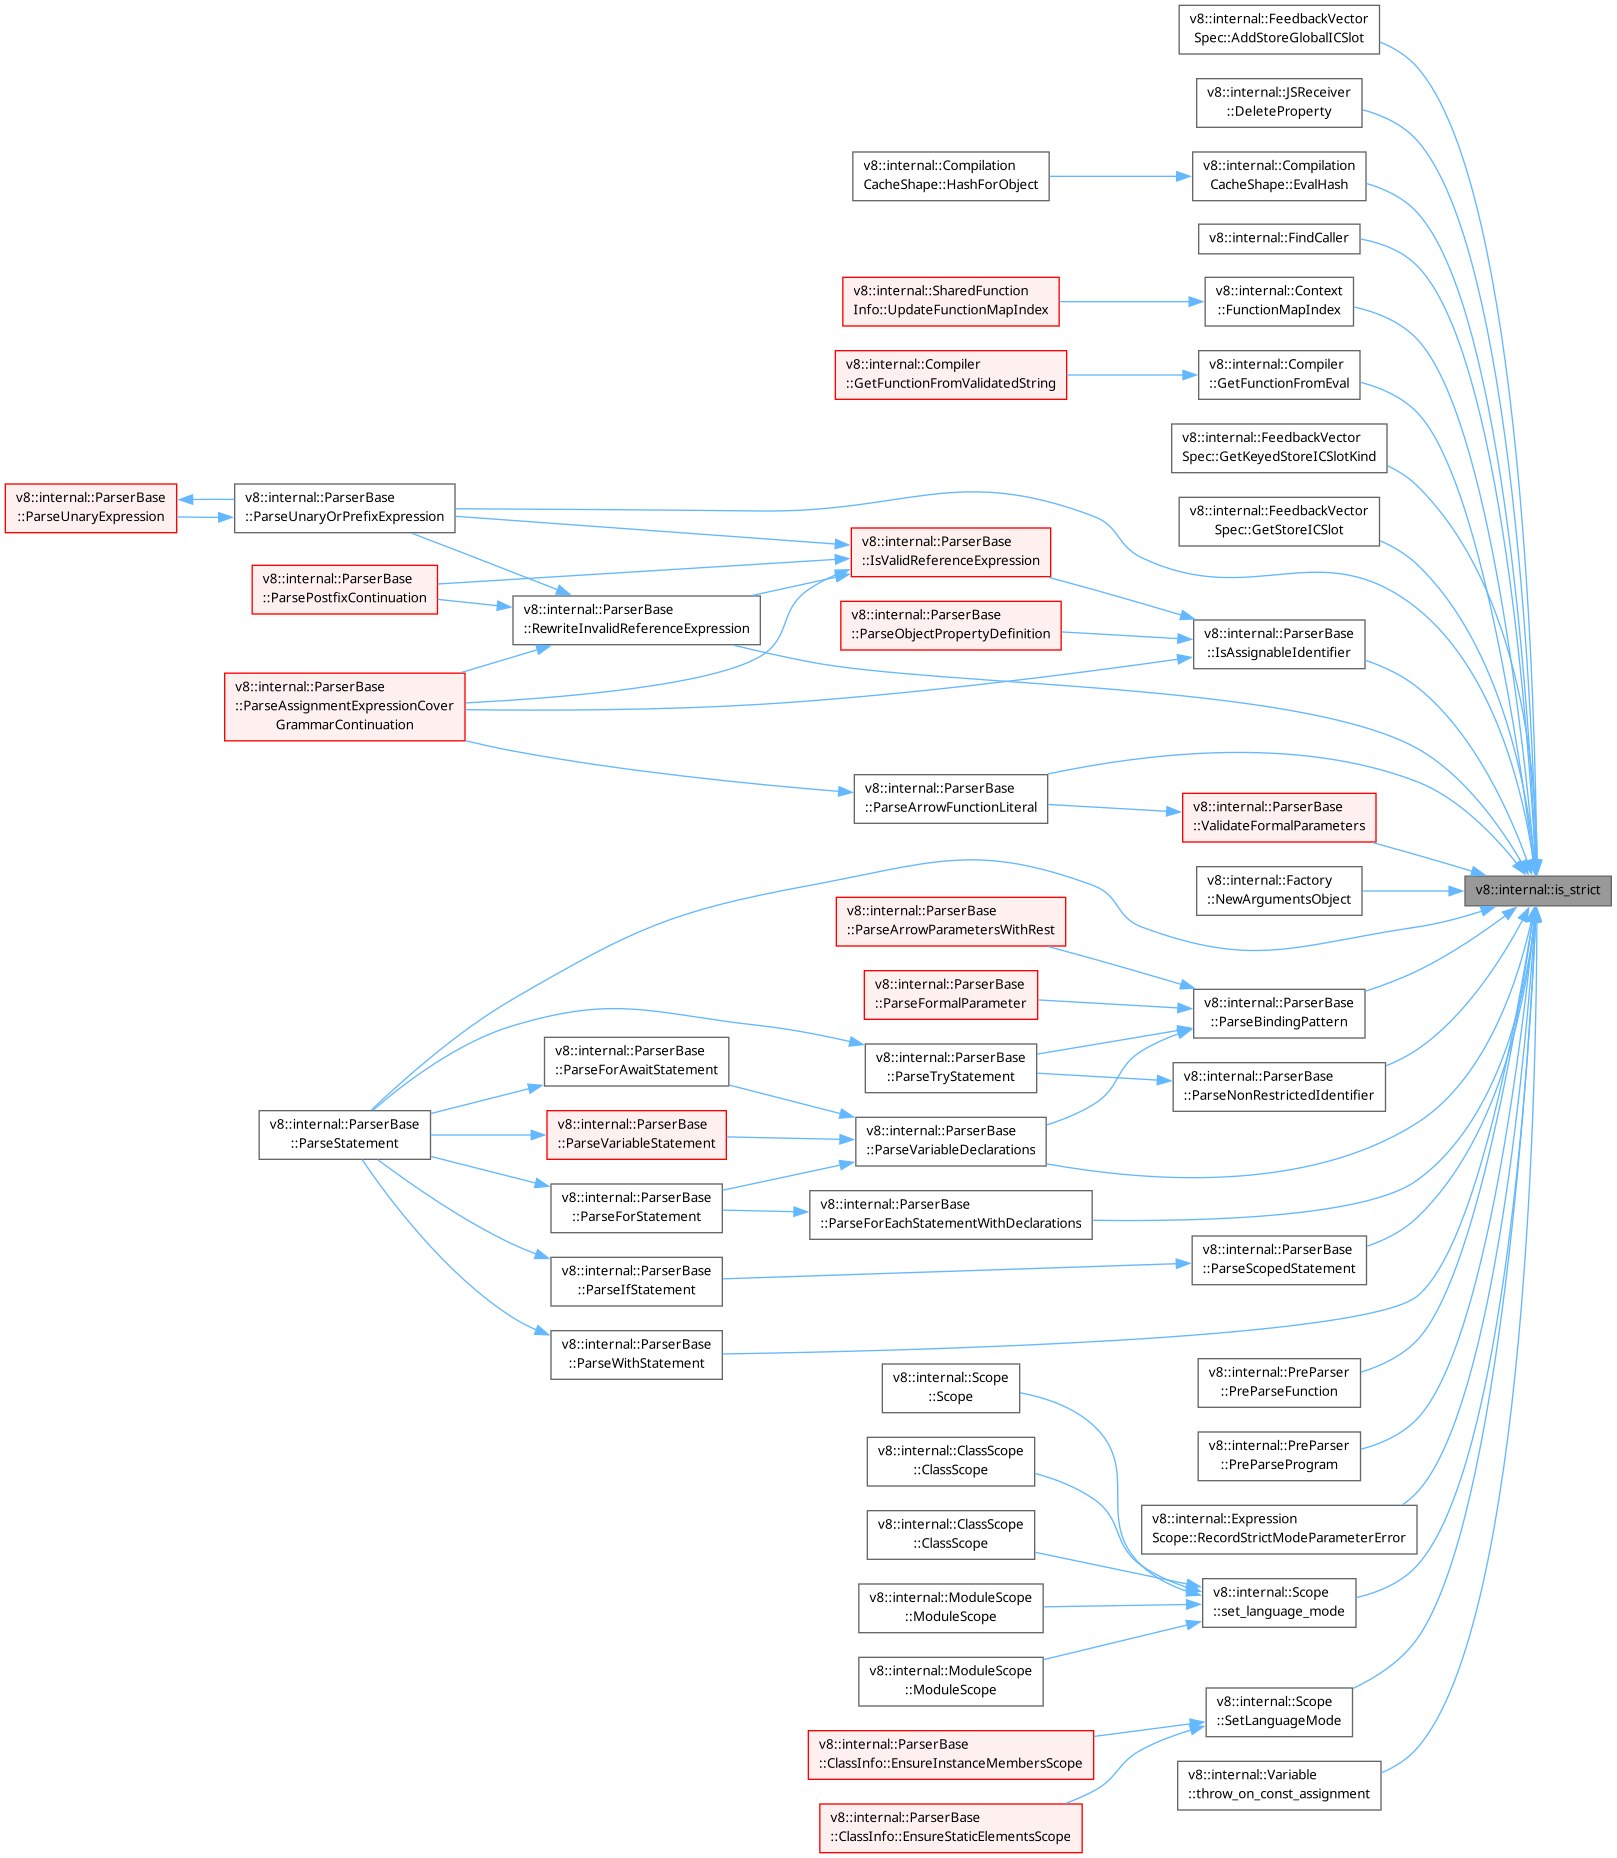 v8::internal::FeedbackVector
Spec::AddStoreGlobalICSlot
v8::internal::JSReceiver
::DeleteProperty
v8::internal::Compilation
CacheShape::HashForObject
v8::internal::Compilation
CacheShape::EvalHash
v8::internal::FindCaller
v8::internal::SharedFunction
Info::UpdateFunctionMapIndex
v8::internal::Context
::FunctionMapIndex
v8::internal::Compiler
::GetFunctionFromValidatedString
v8::internal::Compiler
::GetFunctionFromEval
v8::internal::FeedbackVector
Spec::GetKeyedStoreICSlotKind
v8::internal::ParserBase
::ParseUnaryExpression
v8::internal::ParserBase
::ParseUnaryOrPrefixExpression
v8::internal::FeedbackVector
Spec::GetStoreICSlot
v8::internal::ParserBase
::IsValidReferenceExpression
v8::internal::ParserBase
::ParsePostfixContinuation
v8::internal::ParserBase
::RewriteInvalidReferenceExpression
v8::internal::ParserBase
::ParseObjectPropertyDefinition
v8::internal::ParserBase
::IsAssignableIdentifier
v8::internal::ParserBase
::ParseAssignmentExpressionCover
GrammarContinuation
v8::internal::ParserBase
::ParseArrowFunctionLiteral
v8::internal::ParserBase
::ValidateFormalParameters
v8::internal::is_strict
v8::internal::Factory
::NewArgumentsObject
v8::internal::ParserBase
::ParseArrowParametersWithRest
v8::internal::ParserBase
::ParseFormalParameter
v8::internal::ParserBase
::ParseBindingPattern
v8::internal::ParserBase
::ParseForAwaitStatement
v8::internal::ParserBase
::ParseTryStatement
v8::internal::ParserBase
::ParseNonRestrictedIdentifier
v8::internal::ParserBase
::ParseStatement
v8::internal::ParserBase
::ParseVariableStatement
v8::internal::ParserBase
::ParseVariableDeclarations
v8::internal::ParserBase
::ParseForStatement
v8::internal::ParserBase
::ParseForEachStatementWithDeclarations
v8::internal::ParserBase
::ParseIfStatement
v8::internal::ParserBase
::ParseScopedStatement
v8::internal::ParserBase
::ParseWithStatement
v8::internal::Scope
::Scope
v8::internal::PreParser
::PreParseFunction
v8::internal::ClassScope
::ClassScope
v8::internal::PreParser
::PreParseProgram
v8::internal::ClassScope
::ClassScope
v8::internal::Expression
Scope::RecordStrictModeParameterError
v8::internal::ModuleScope
::ModuleScope
v8::internal::Scope
::set_language_mode
v8::internal::ModuleScope
::ModuleScope
v8::internal::Scope
::SetLanguageMode
v8::internal::ParserBase
::ClassInfo::EnsureInstanceMembersScope
v8::internal::Variable
::throw_on_const_assignment
v8::internal::ParserBase
::ClassInfo::EnsureStaticElementsScope